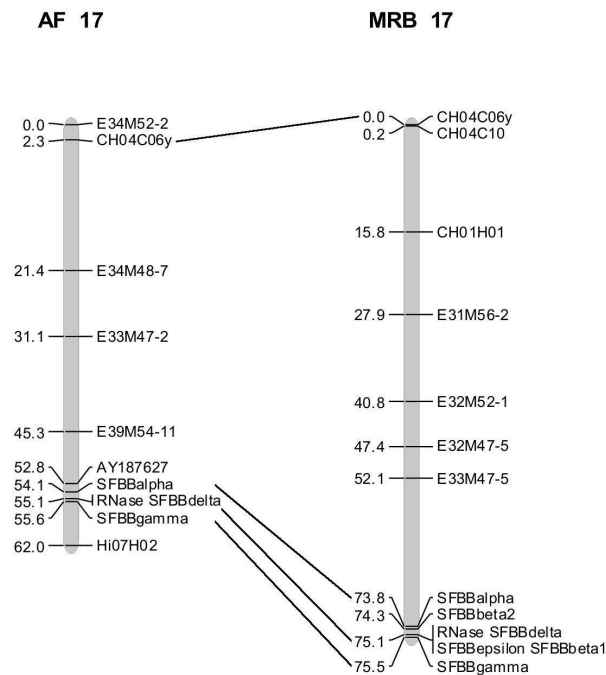 AF 17
0.0 E34M52-2
2.3 CH04C06y
21.4 E34M48-7
31.1 E33M47-2
45.3 E39M54-11
52.8 AY187627
54.1 SFBBalpha
55.1 RNase SFBBdelta
55.6 SFBBgamma
62.0 Hi07H02
MRB 17
0.0 CH04C06y
0.2 CH04C10
15.8 CH01H01
27.9 E31M56-2
40.8 E32M52-1
47.4 E32M47-5
52.1 E33M47-5
73.8 SFBBalpha
74.3 SFBBbeta2
75.1 RNase SFBBdelta
SFBBepsilon SFBBbeta1
75.5 SFBBgamma